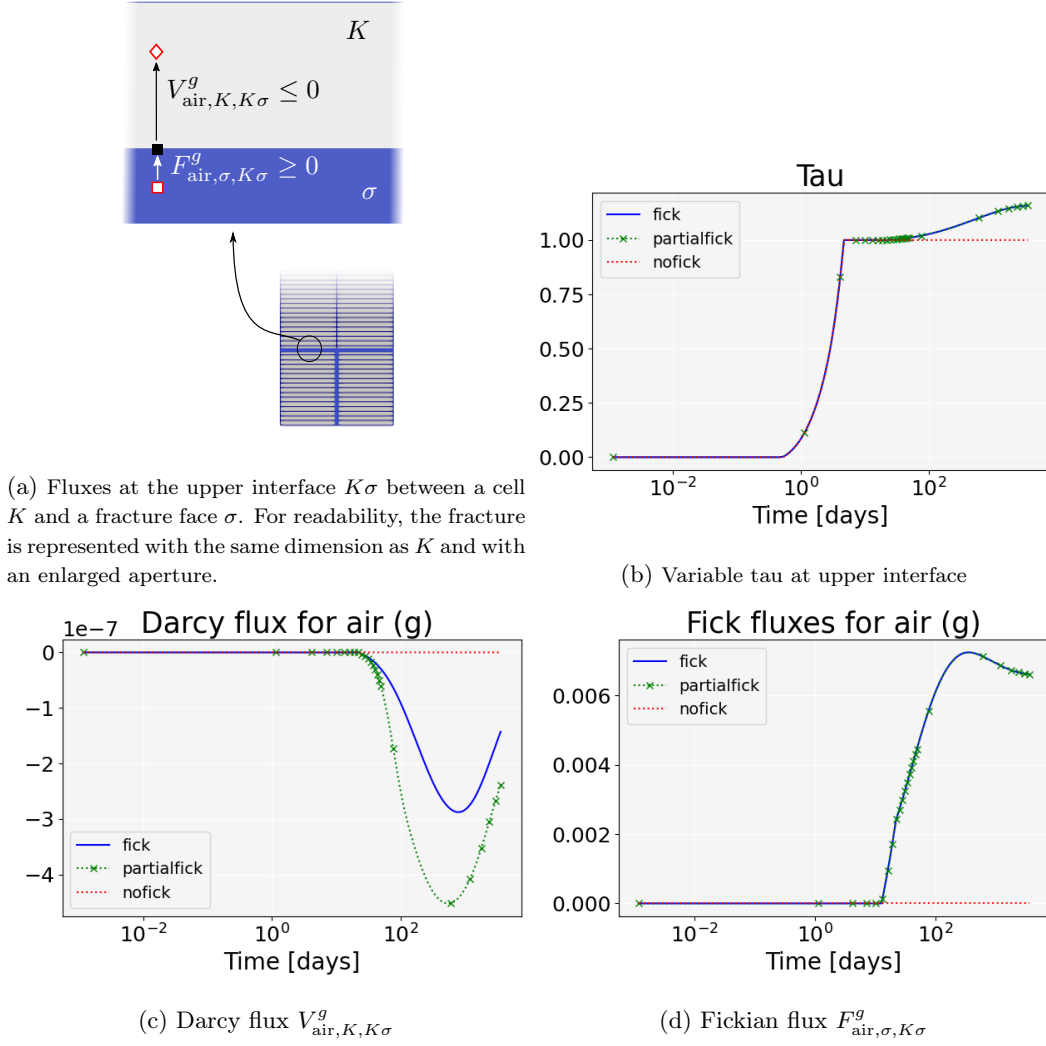 K
V^g_{air,K,Kσ} ≤ 0
F^g_{air,σ,Kσ} ≥ 0
σ
(a) Fluxes at the upper interface Kσ between a cell
K and a fracture face σ. For readability, the fracture
is represented with the same dimension as K and with
an enlarged aperture.
Tau
fick
partialfick
nofick
1.00
0.75
0.50
0.25
0.00
10^{-2} 10^{0} 10^{2}
Time [days]
(b) Variable tau at upper interface
Darcy flux for air (g)
1e−7
0
−1
−2
−3
−4
fick
partialfick
nofick
10^{-2} 10^{0} 10^{2}
Time [days]
(c) Darcy flux V^g_{air,K,Kσ}
Fick fluxes for air (g)
fick
partialfick
nofick
0.006
0.004
0.002
0.000
10^{-2} 10^{0} 10^{2}
Time [days]
(d) Fickian flux F^g_{air,σ,Kσ}